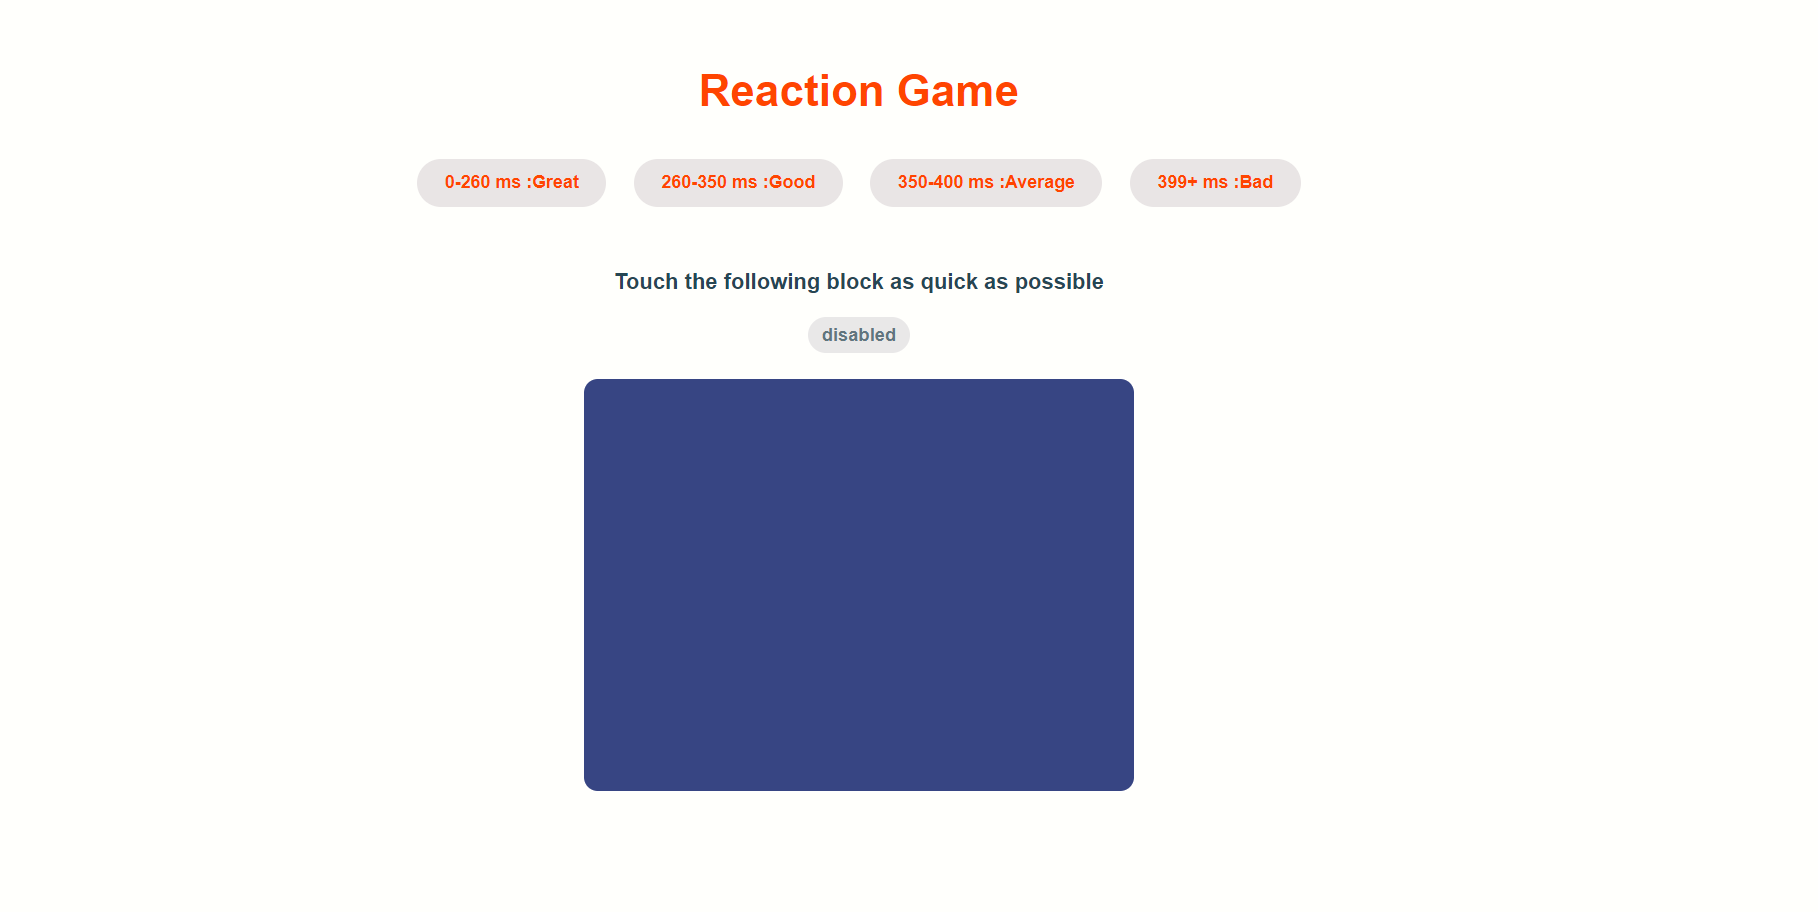 Reaction Game
0-260 ms :Great 260-350 ms :Good 350-400 ms :Average 399+ ms :Bad
Touch the following block as quick as possible
disabled